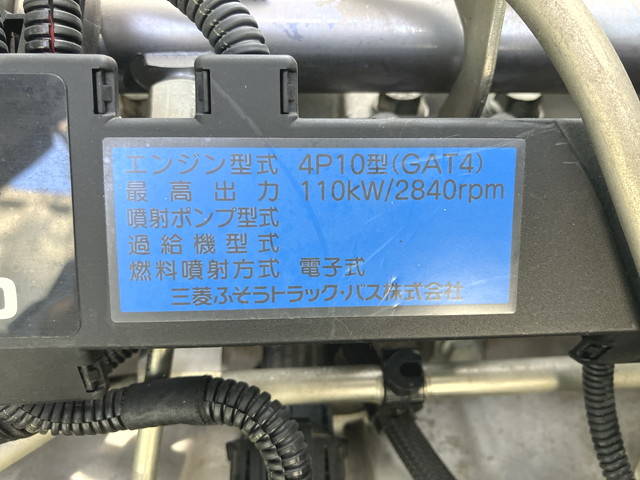 エンジン型式 4P10型(GAT4)
最高出力 110kW/2840rpm
噴射ポンプ型式
過給機型式
燃料噴射方式 電子式
三菱ふそうトラック・バス株式会社